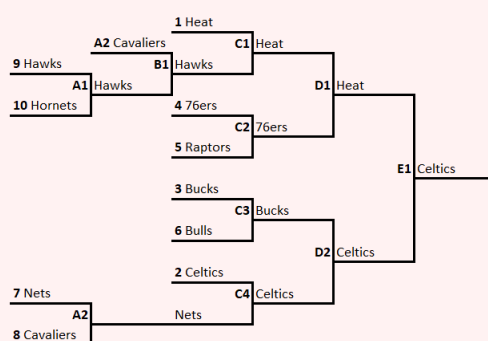 1 Heat
C1 Heat
A2 Cavaliers
B1 Hawks
9 Hawks
A1 Hawks
D1 Heat
10 Hornets
4 76ers
C2 76ers
5 Raptors
E1 Celtics
3 Bucks
C3 Bucks
6 Bulls
D2 Celtics
2 Celtics
C4 Celtics
7 Nets
A2
Nets
8 Cavaliers